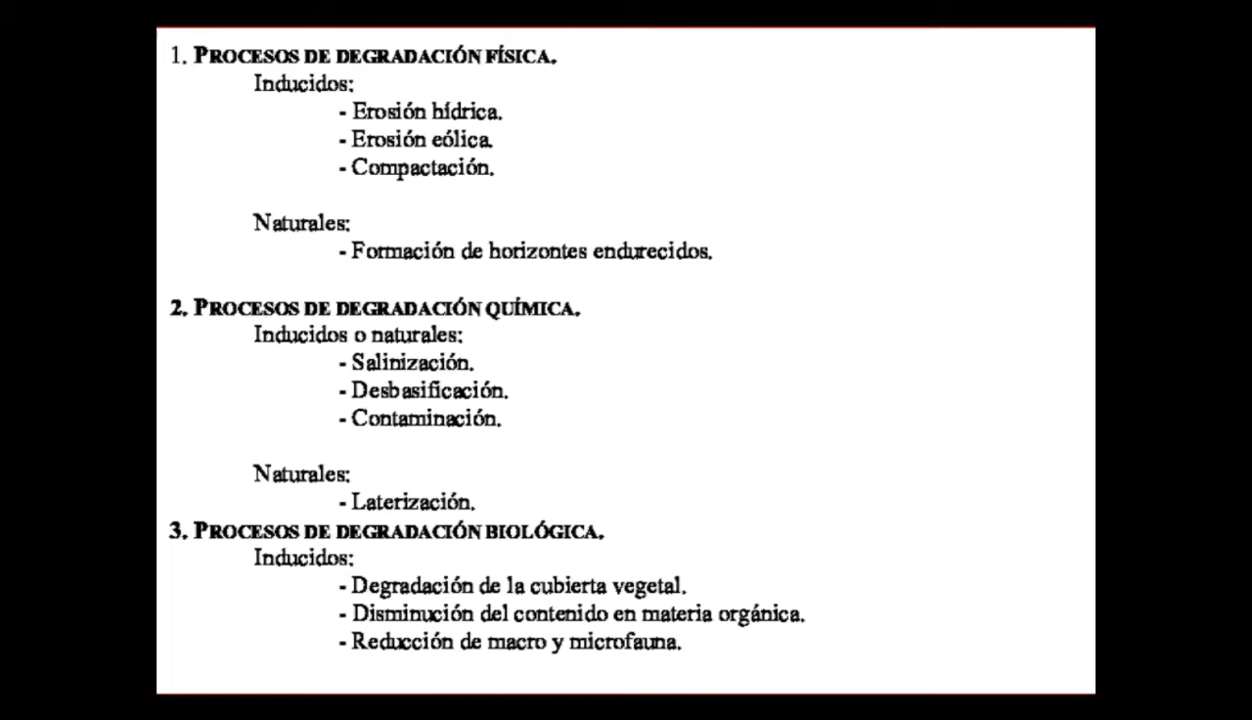 1. PROCESOS DE DEGRADACIÓN FÍSICA.
Inducidos:
- Erosión hídrica.
- Erosión eólica.
- Compactación.
Naturales:
- Formación de horizontes endurecidos.
2. PROCESOS DE DEGRADACIÓN QUÍMICA.
Inducidos o naturales:
- Salinización.
- Desbasificación.
- Contaminación.
Naturales:
- Laterización.
3. PROCESOS DE DEGRADACIÓN BIOLÓGICA.
Inducidos:
- Degradación de la cubierta vegetal.
- Disminución del contenido en materia orgánica.
- Reducción de macro y microfauna.